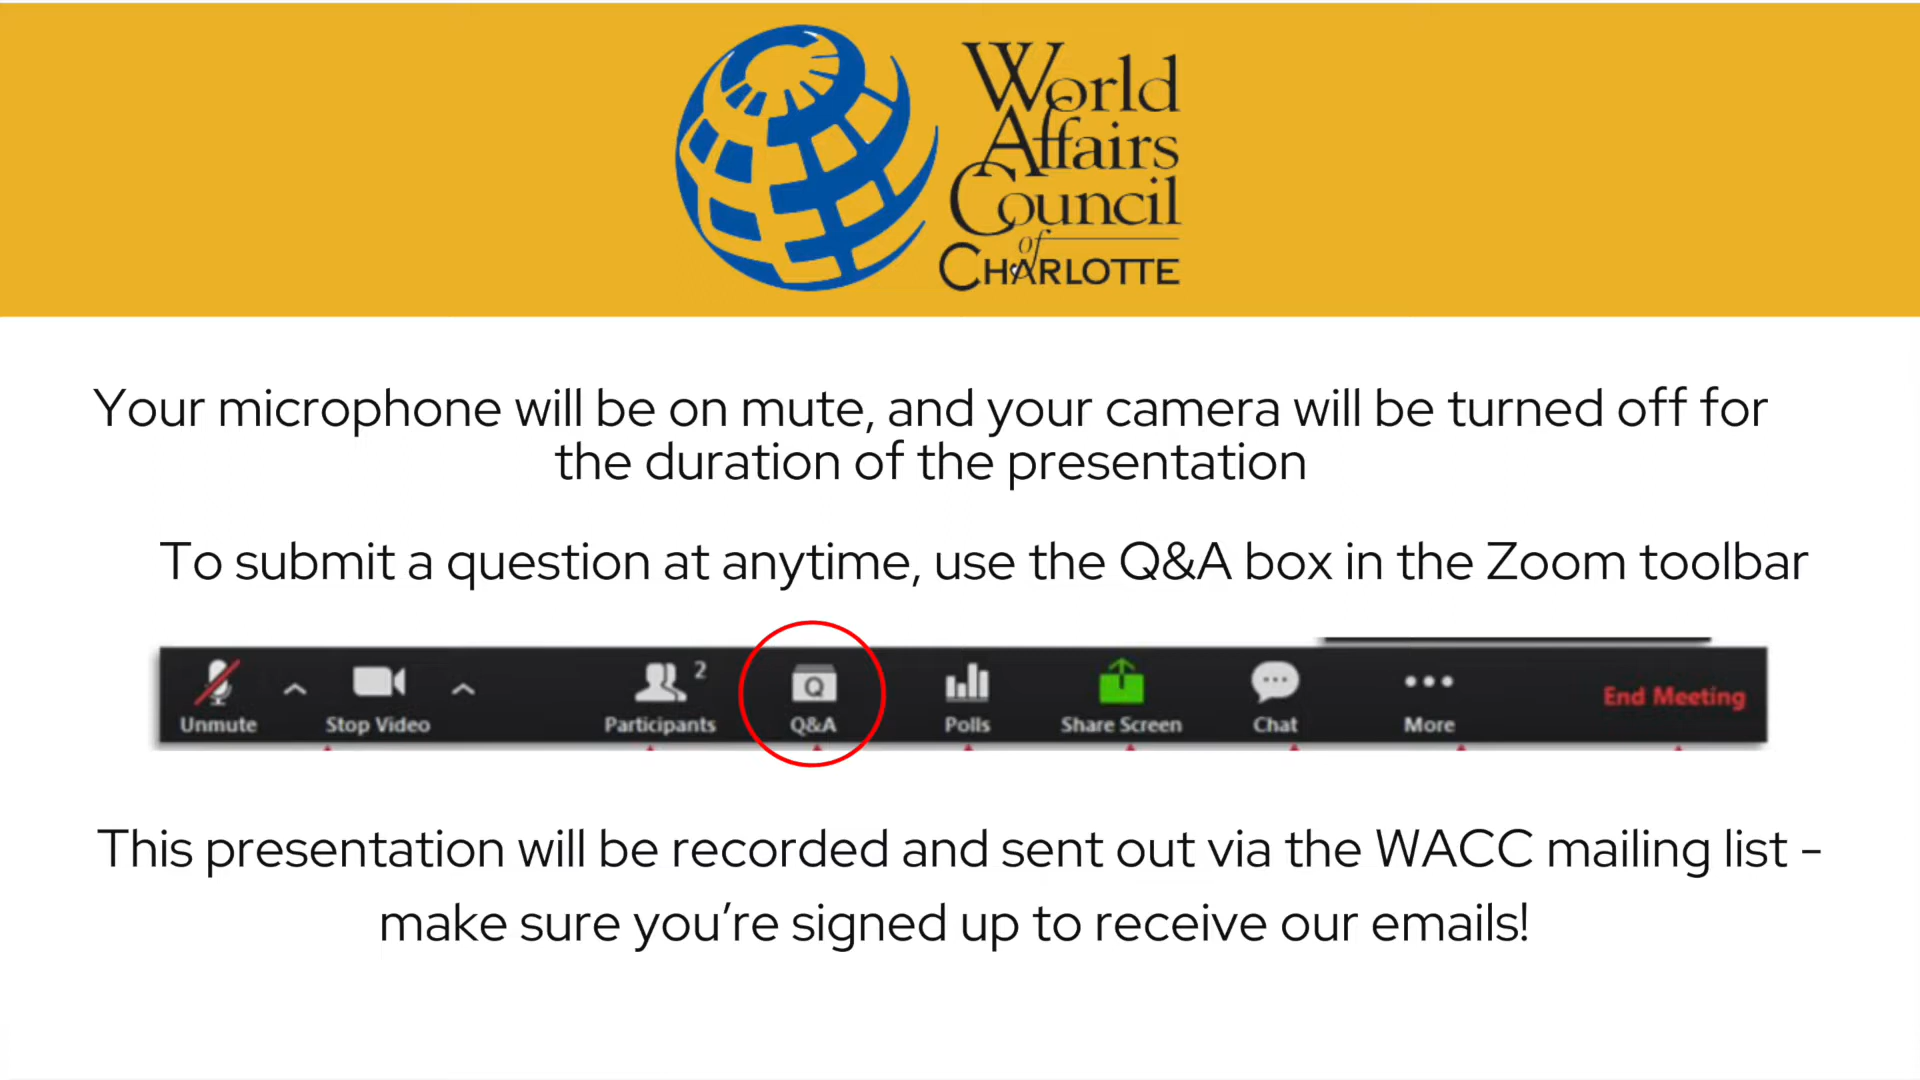 World
Affairs
Council
of
CHARLOTTE
Your microphone will be on mute, and your camera will be turned off for
the duration of the presentation
To submit a question at anytime, use the Q&A box in the Zoom toolbar
Unmute Stop Video Participants 2 Q Q&A Polls Share Screen Chat More End Meeting
This presentation will be recorded and sent out via the WACC mailing list -
make sure you're signed up to receive our emails!